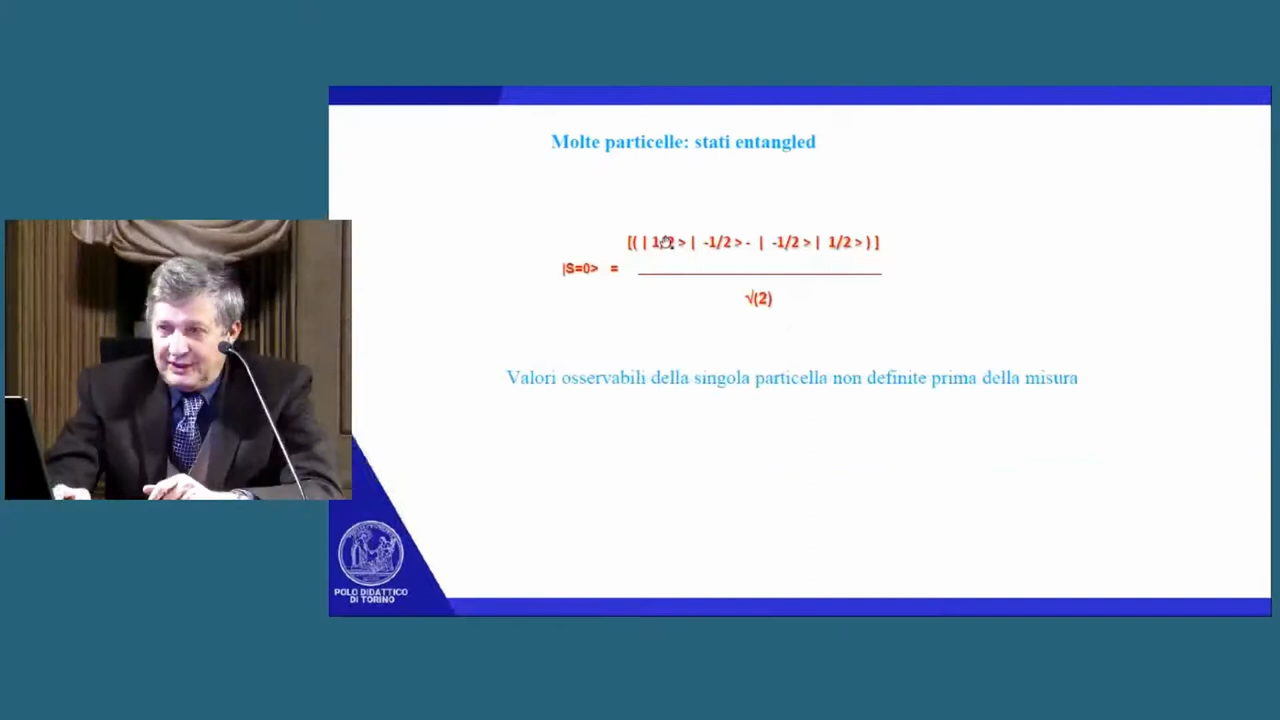 Molte particelle: stati entangled
[( | 1/2 > | -1/2 > - | -1/2 > | 1/2 > ) ]
|S=0> =
√(2)
Valori osservabili della singola particella non definite prima della misura
POLO DIDATTICO
DI TORINO